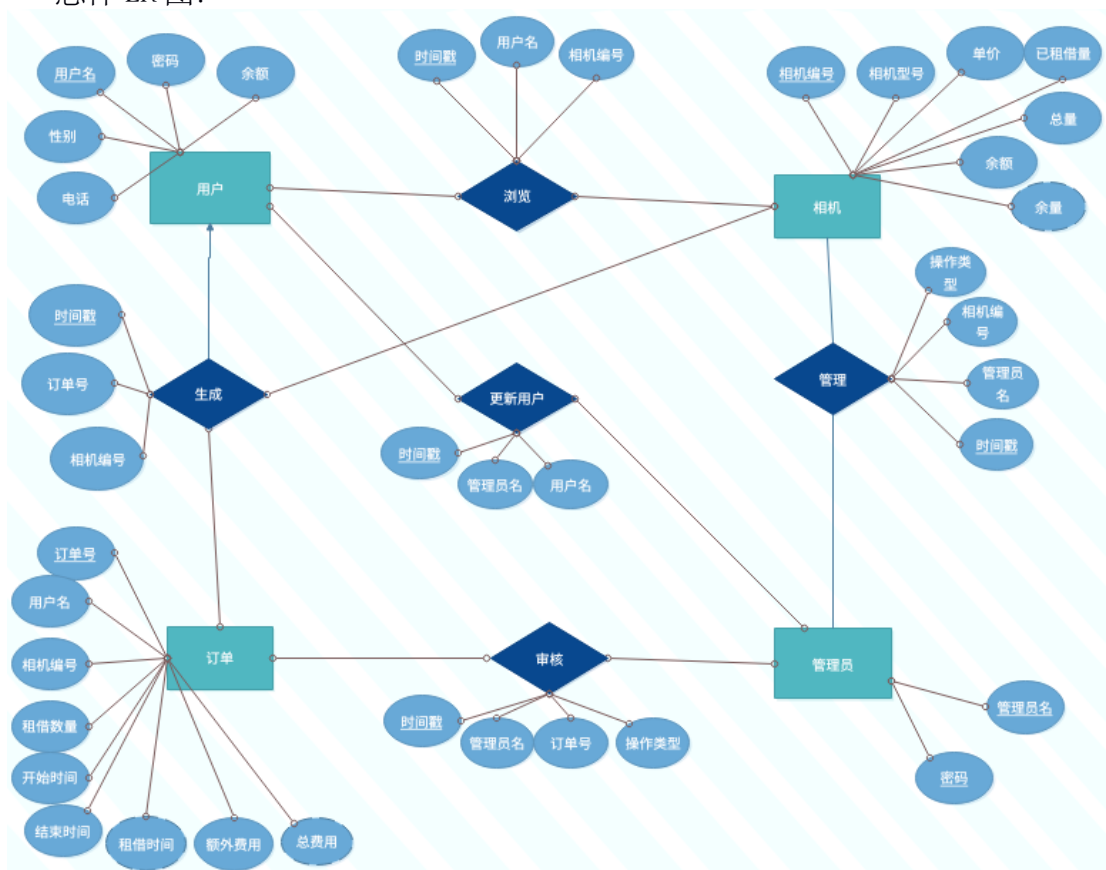 总体 ER 图：
时间戳
用户名
相机编号
用户名
密码
余额
性别
电话
用户
浏览
相机编号
相机型号
单价
已租借量
总量
余额
余量
相机
时间戳
订单号
相机编号
生成
更新用户
时间戳
管理员名
用户名
操作类
型
相机编
号
管理员
名
时间戳
管理
订单号
用户名
相机编号
租借数量
开始时间
结束时间
租借时间
额外费用
总费用
订单
审核
时间戳
管理员名
订单号
操作类型
管理员
管理员名
密码